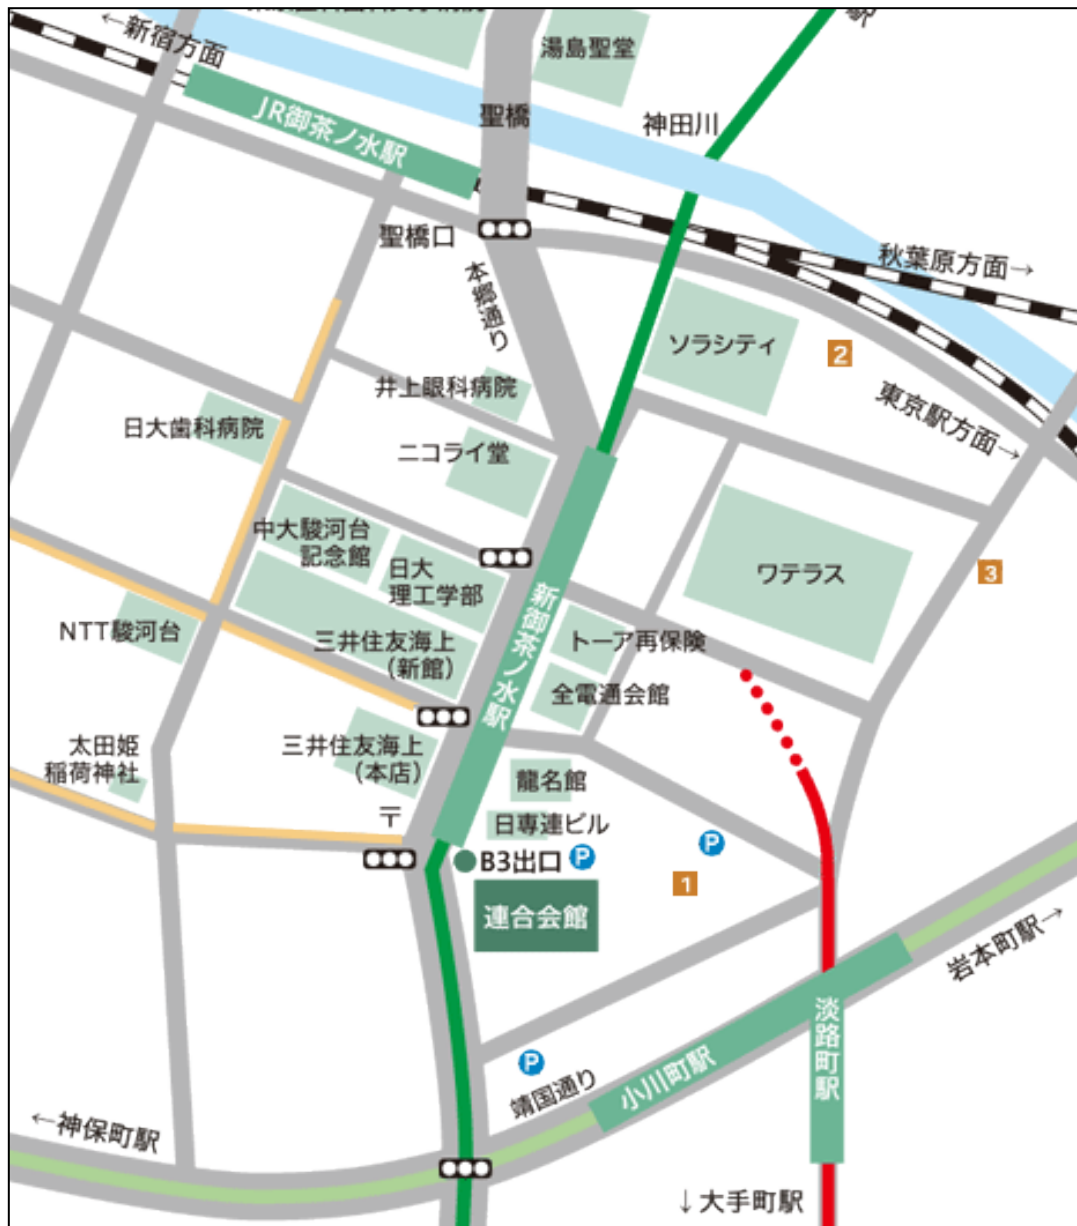 ←新宿方面
駅
湯島聖堂
JR御茶ノ水駅
聖橋
神田川
聖橋口
本郷通り
秋葉原方面→
ソラシティ
2
井上眼科病院
東京駅方面→
日大歯科病院
ニコライ堂
中大駿河台
記念館
日大
理工学部
ワテラス
3
新御茶ノ水駅
NTT駿河台
三井住友海上
（新館）
トーア再保険
全電通会館
太田姫
稲荷神社
三井住友海上
（本店）
龍名館
〒
日専連ビル
B3出口
P
P
1
連合会館
岩本町駅→
淡路町駅
P
靖国通り
小川町駅
←神保町駅
↓大手町駅